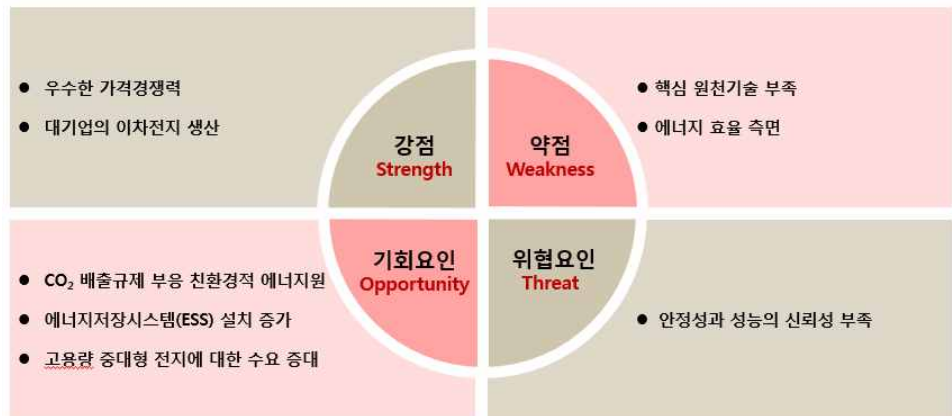 ● 우수한 가격경쟁력
● 대기업의 이차전지 생산
강점
Strength
● 핵심 원천기술 부족
● 에너지 효율 측면
약점
Weakness
● CO₂ 배출규제 부응 친환경적 에너지원
● 에너지저장시스템(ESS) 설치 증가
● 고용량 중대형 전지에 대한 수요 증대
기회요인
Opportunity
위협요인
Threat
● 안정성과 성능의 신뢰성 부족